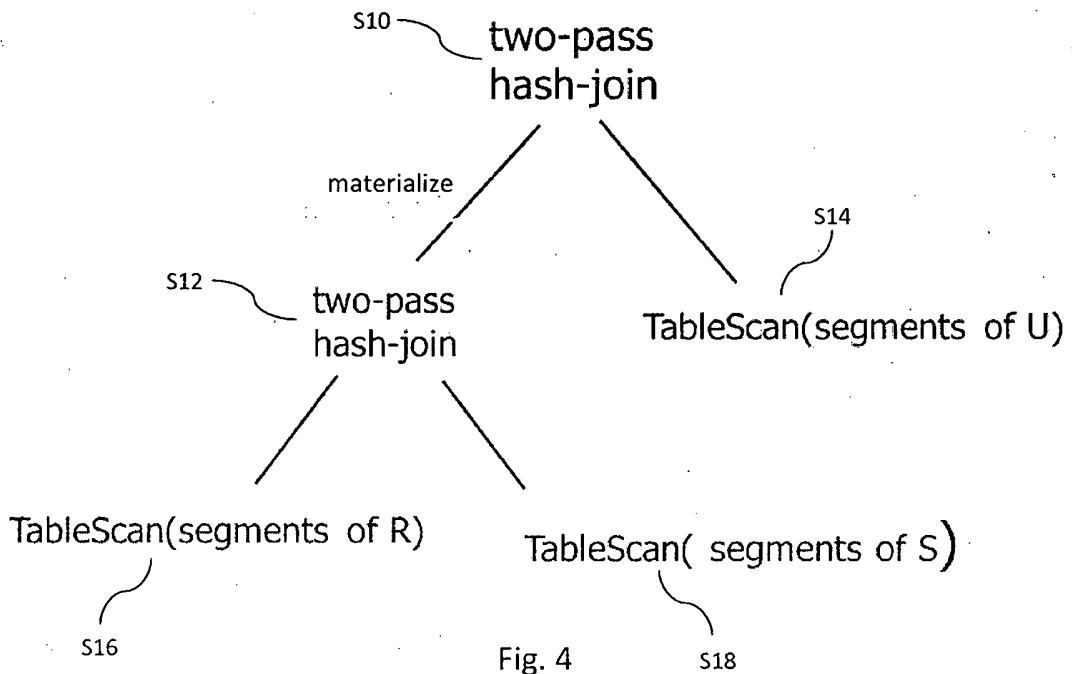 S10
two-pass
hash-join
materialize
S14
S12
two-pass
hash-join
TableScan(segments of U)
TableScan(segments of R)
TableScan( segments of S)
S16
Fig. 4
S18